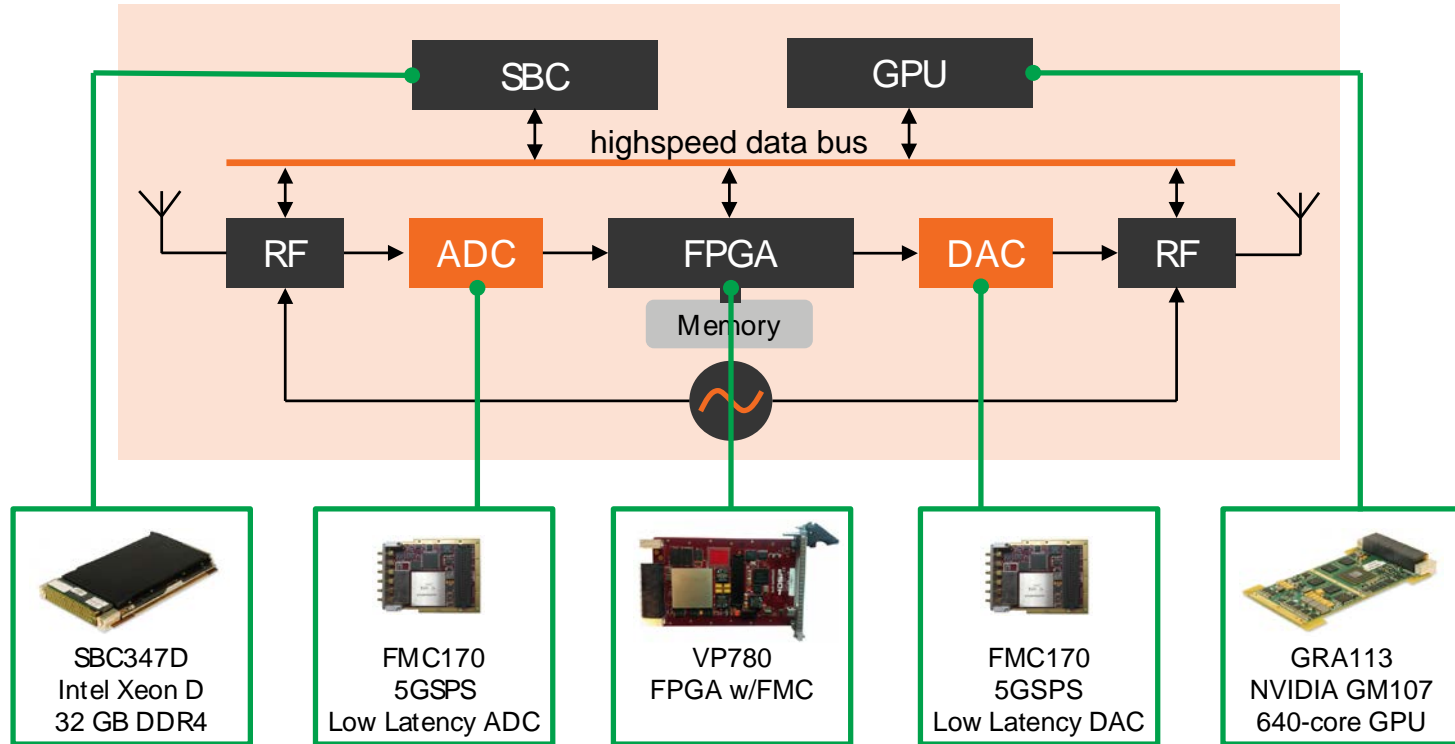 SBC
GPU
highspeed data bus
RF
ADC
FPGA
DAC
RF
Memory
SBC347D
Intel Xeon D
32 GB DDR4
FMC170
5GSPS
Low Latency ADC
VP780
FPGA w/FMC
FMC170
5GSPS
Low Latency DAC
GRA113
NVIDIA GM107
640-core GPU